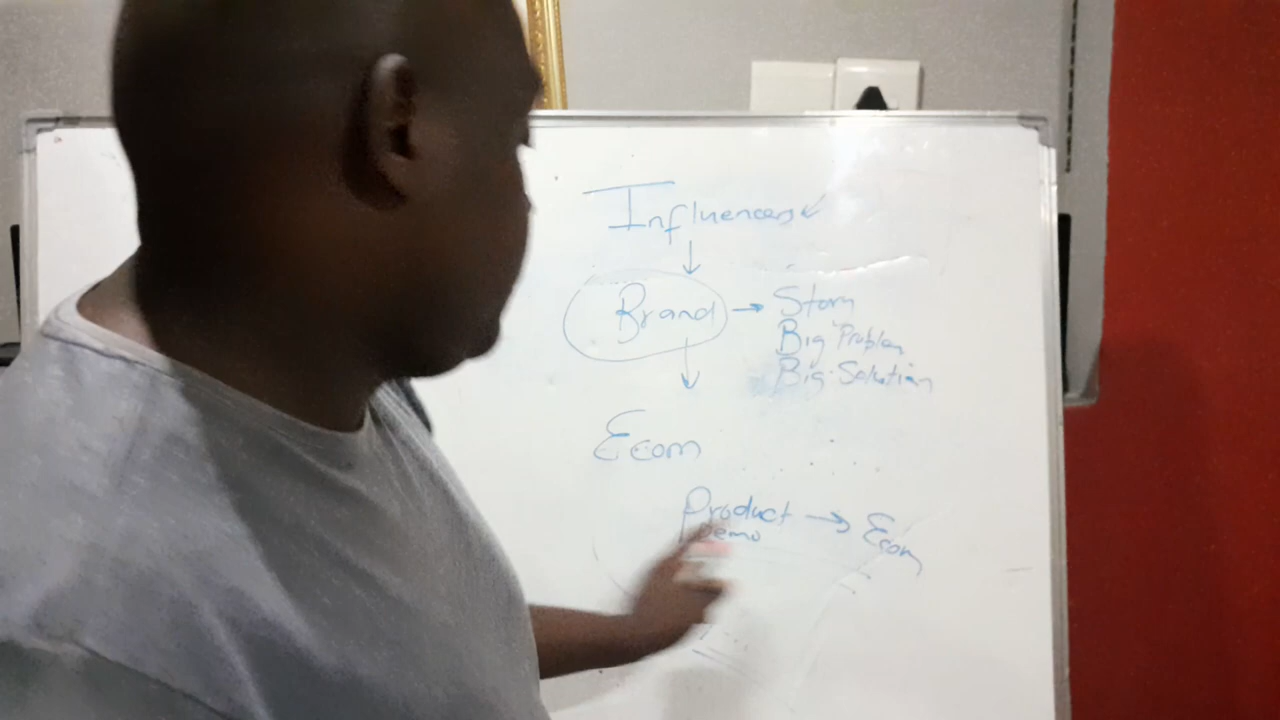 Influencers ✓
↓
Brand → Story
Big Problem
Big Solution
↓
Ecom
Product → Ecom
Demo